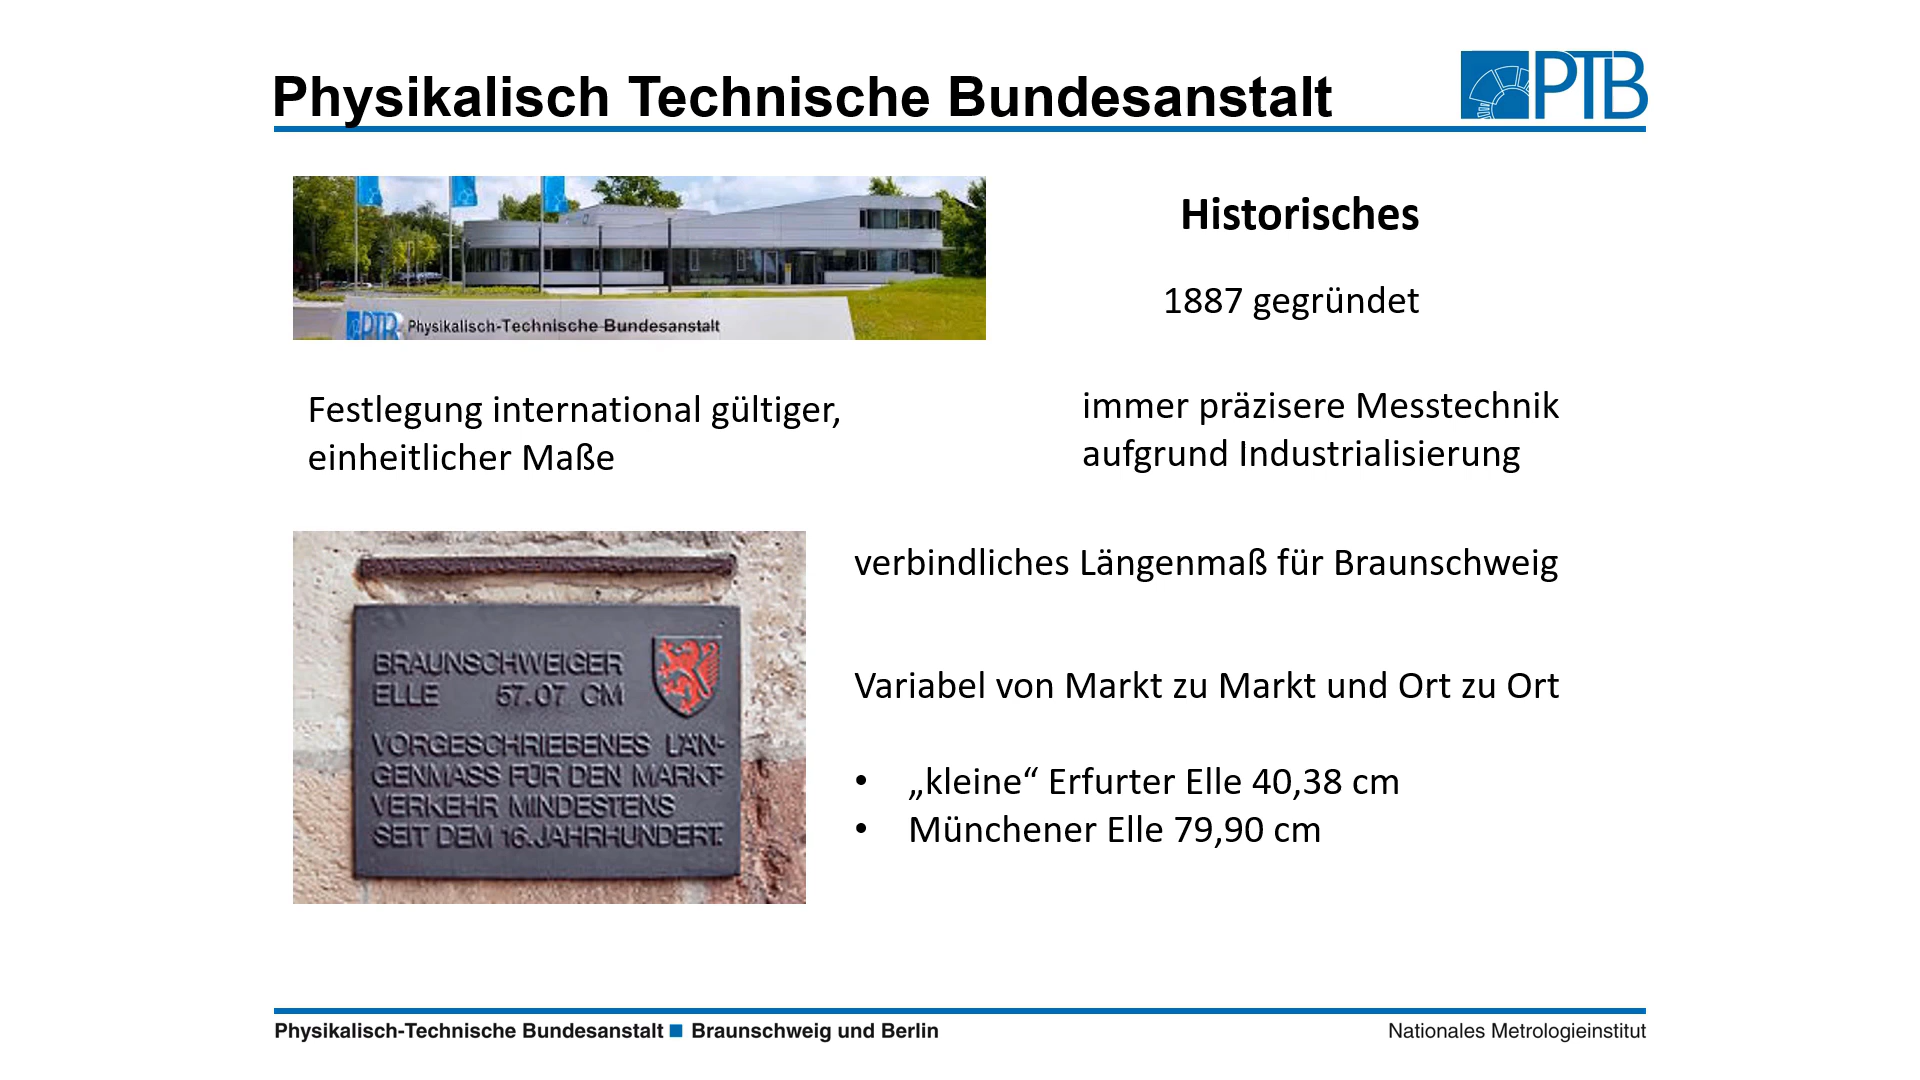 Physikalisch Technische Bundesanstalt
PTB
PTB Physikalisch-Technische Bundesanstalt
Historisches
1887 gegründet
Festlegung international gültiger,
einheitlicher Maße
immer präzisere Messtechnik
aufgrund Industrialisierung
BRAUNSCHWEIGER
ELLE 57.07 CM
VORGESCHRIEBENES LÄN-
GENMASS FÜR DEN MARKT-
VERKEHR MINDESTENS
SEIT DEM 16. JAHRHUNDERT.
verbindliches Längenmaß für Braunschweig
Variabel von Markt zu Markt und Ort zu Ort
• „kleine“ Erfurter Elle 40,38 cm
• Münchener Elle 79,90 cm
Physikalisch-Technische Bundesanstalt ■ Braunschweig und Berlin
Nationales Metrologieinstitut